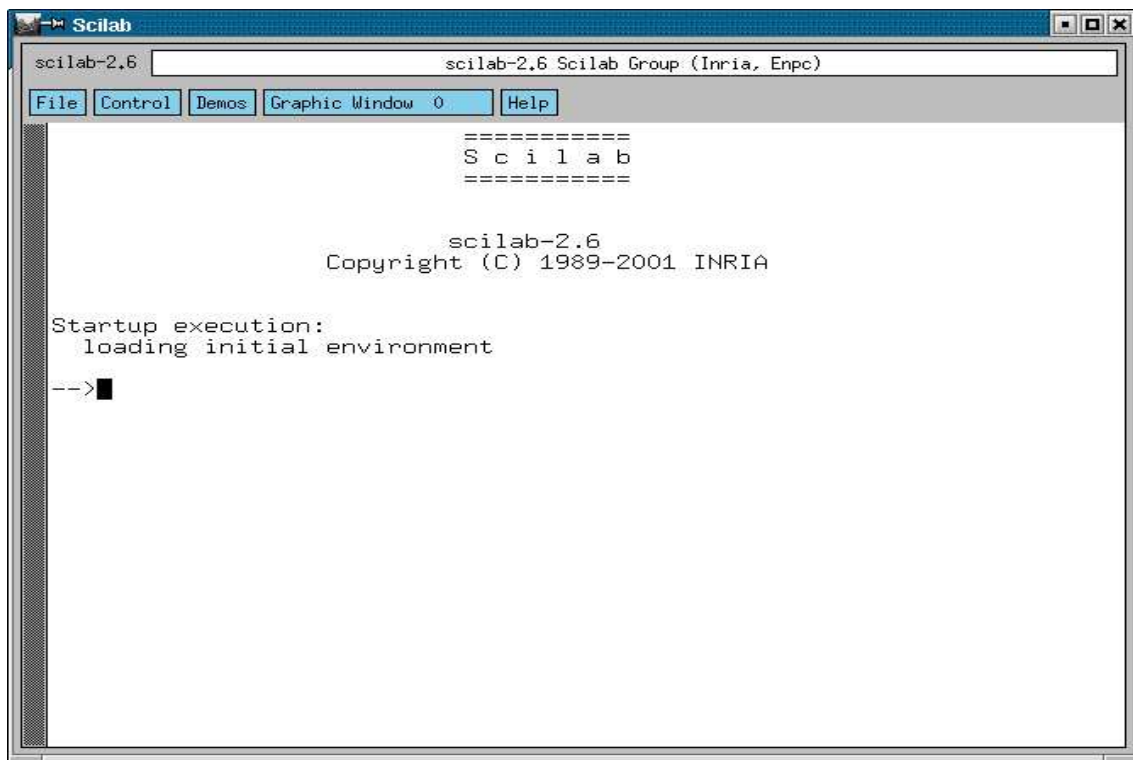 Scilab
scilab-2.6
scilab-2.6 Scilab Group (Inria, Enpc)
File Control Demos Graphic Window 0 Help
===========
S c i l a b
===========
scilab-2.6
Copyright (C) 1989-2001 INRIA
Startup execution:
loading initial environment
-->